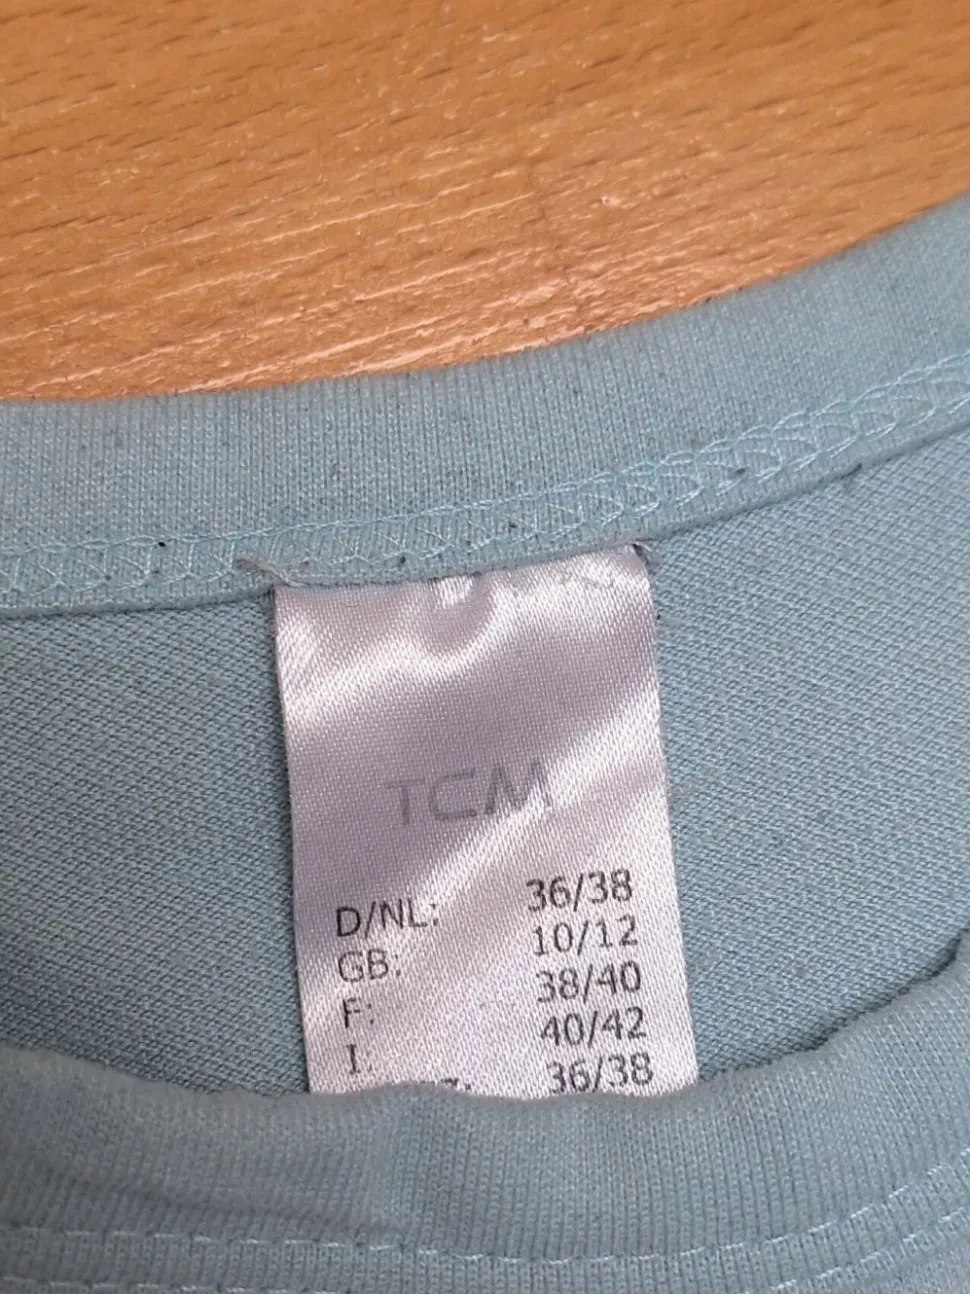 TCM
D/NL: 36/38
GB: 10/12
F: 38/40
I: 40/42
36/38